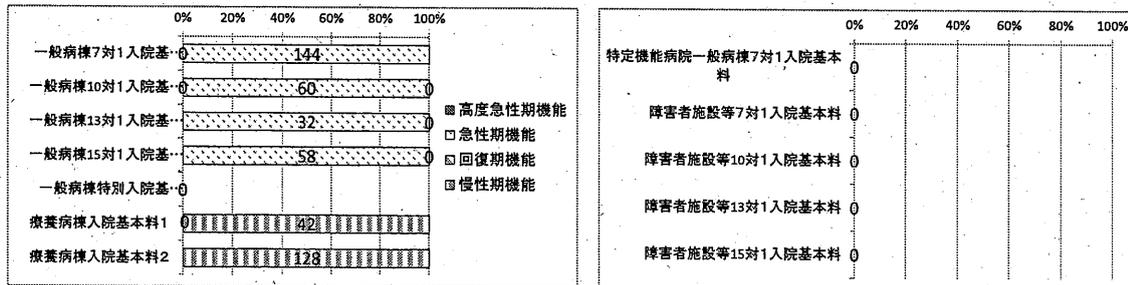 0% 20% 40% 60% 80% 100%
一般病棟7対1入院基… 0 144
一般病棟10対1入院基… 0 60 0
一般病棟13対1入院基… 32 0
一般病棟15対1入院基… 58 0
一般病棟特別入院基… 0
療養病棟入院基本料1 0 42
療養病棟入院基本料2 128
高度急性期機能
急性期機能
回復期機能
慢性期機能
0% 20% 40% 60% 80% 100%
特定機能病院一般病棟7対1入院基本
料 0
障害者施設等7対1入院基本料 0
障害者施設等10対1入院基本料 0
障害者施設等13対1入院基本料 0
障害者施設等15対1入院基本料 0